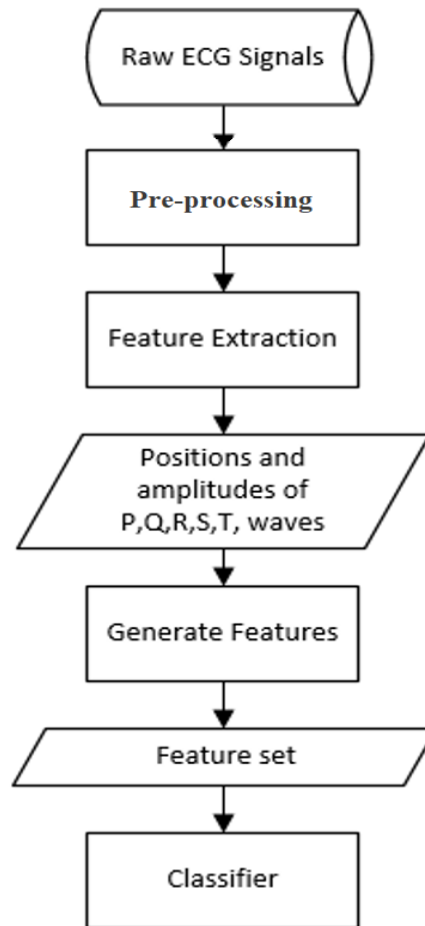 Raw ECG Signals
Pre-processing
Feature Extraction
Positions and
amplitudes of
P,Q,R,S,T, waves
Generate Features
Feature set
Classifier